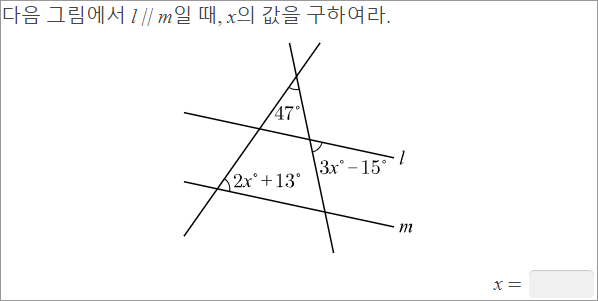 다음 그림에서 l // m일 때, x의 값을 구하여라.
47°
l
3x°−15°
2x°+13°
m
x =